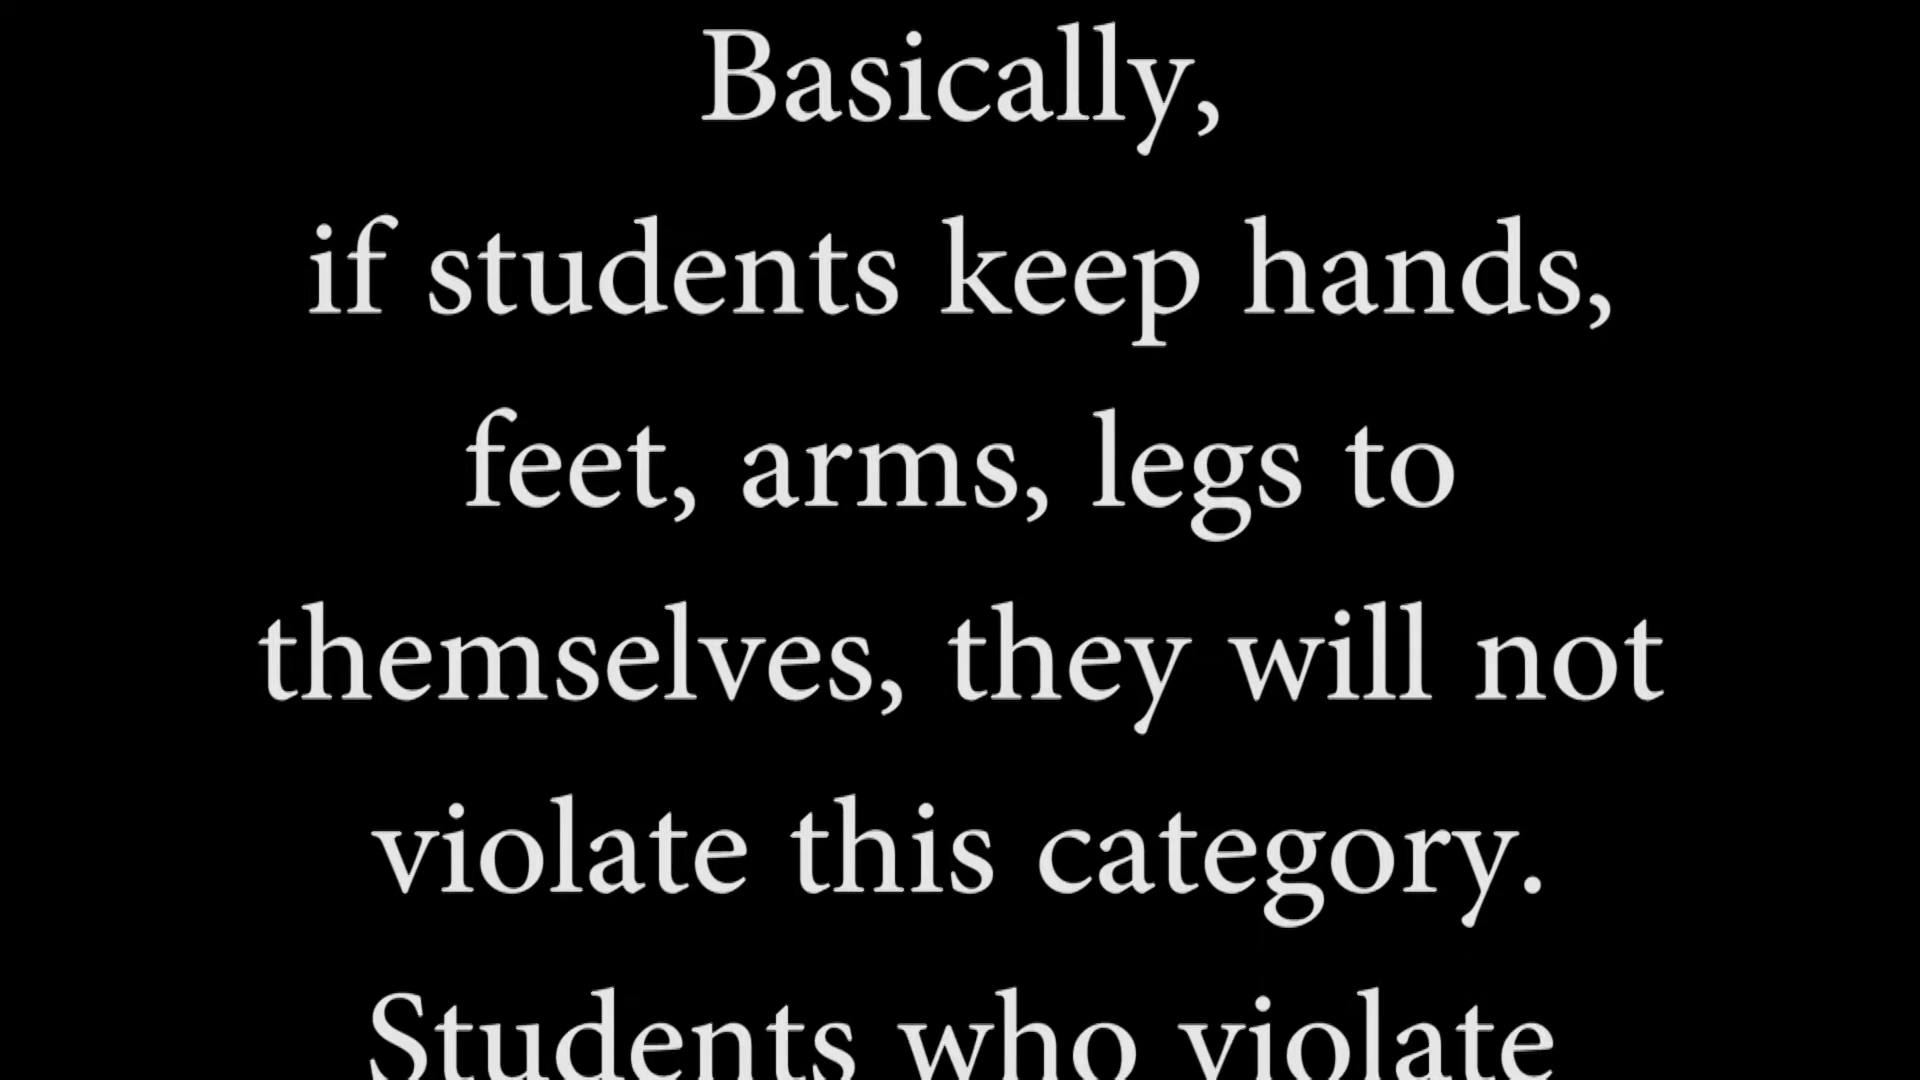 Basically,
if students keep hands,
feet, arms, legs to
themselves, they will not
violate this category.
Students who violate